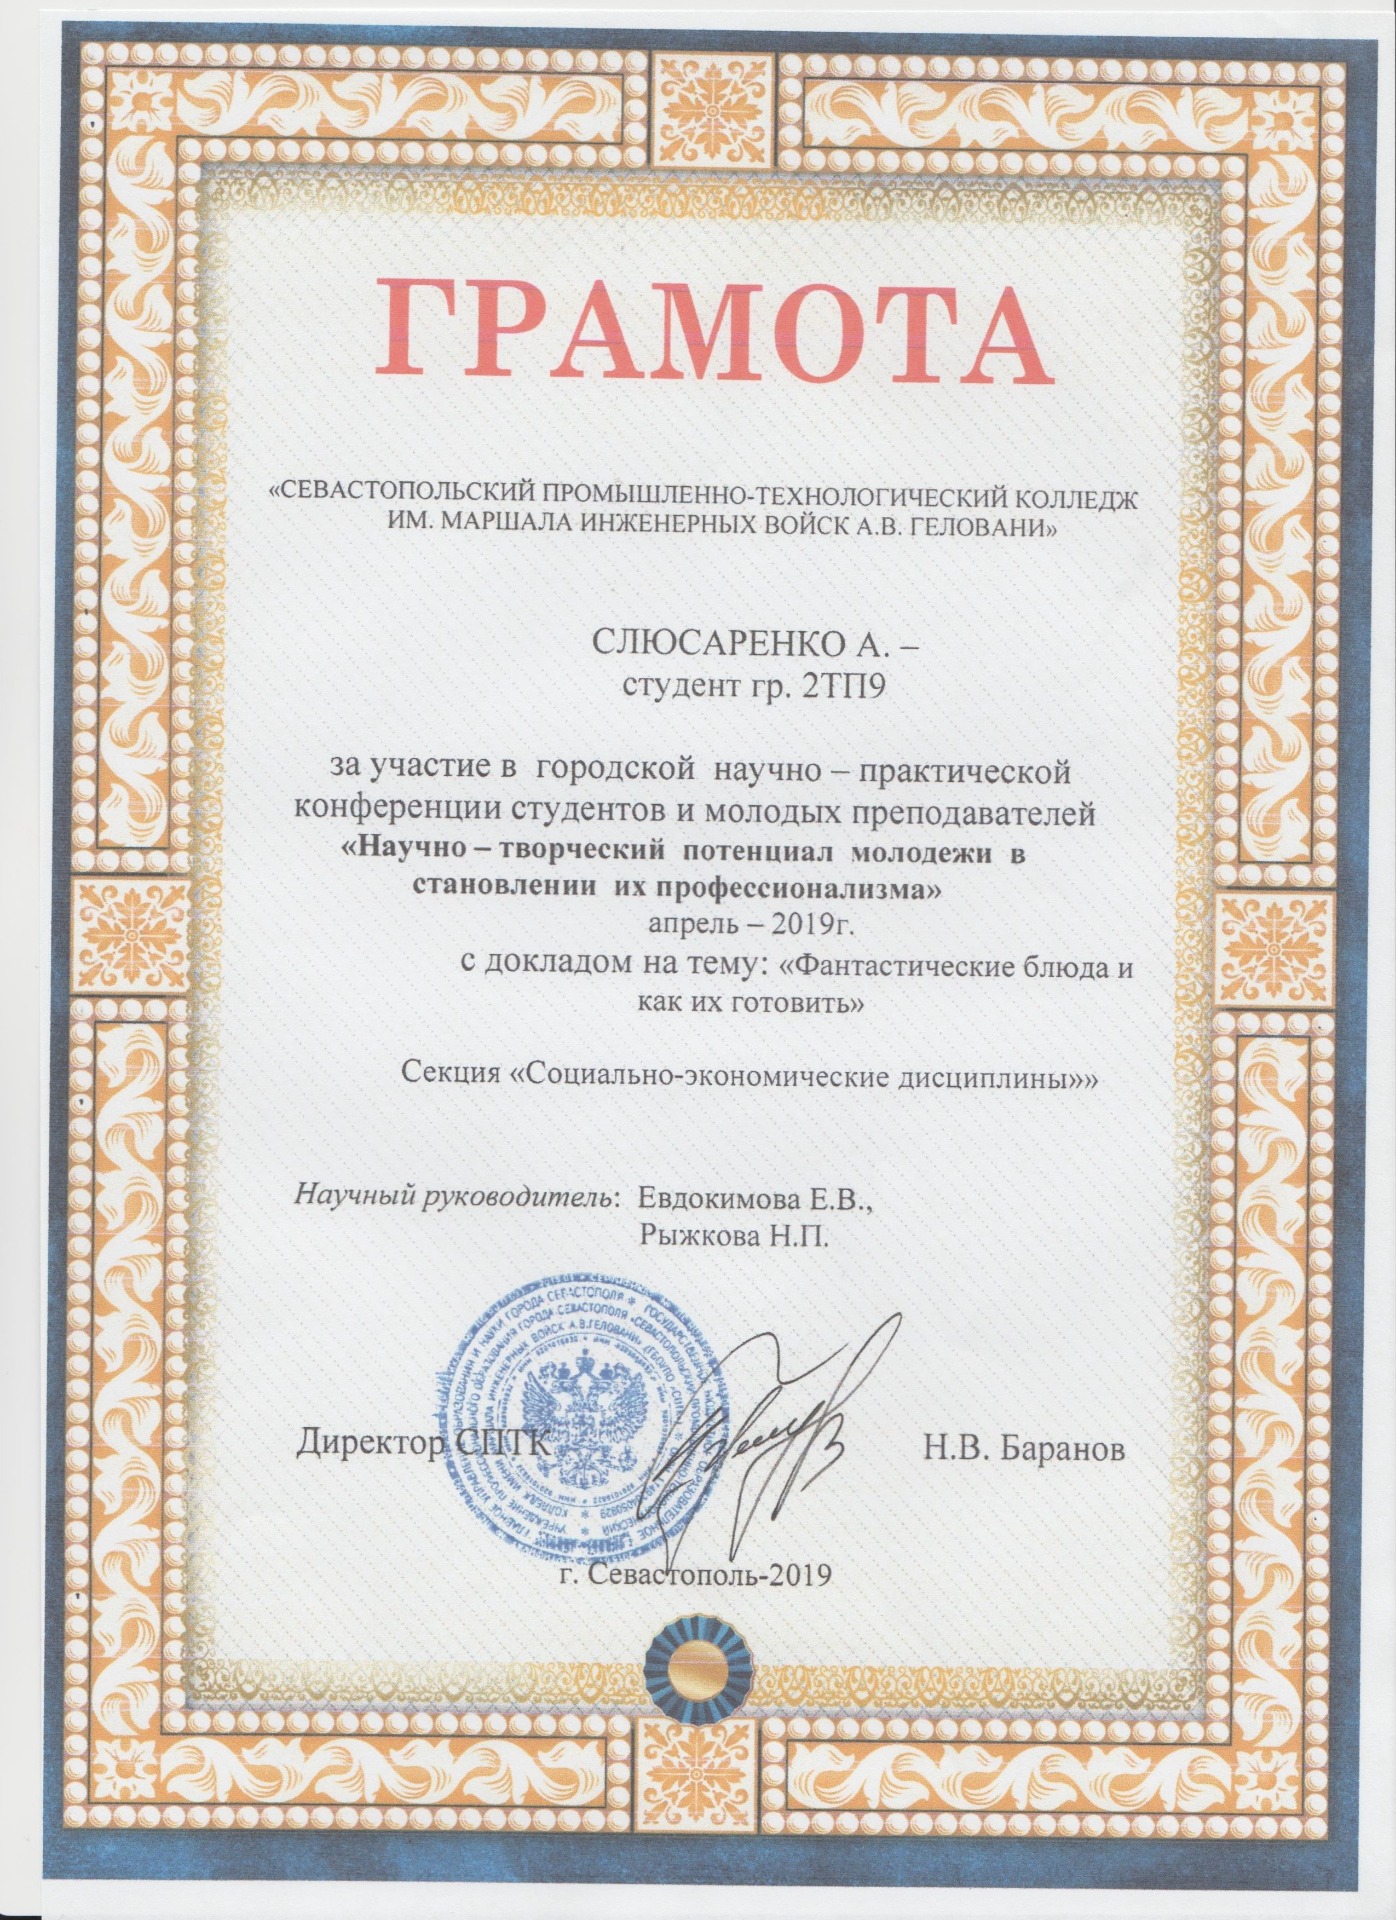 ГРАМОТА
«СЕВАСТОПОЛЬСКИЙ ПРОМЫШЛЕННО-ТЕХНОЛОГИЧЕСКИЙ КОЛЛЕДЖ
ИМ. МАРШАЛА ИНЖЕНЕРНЫХ ВОЙСК А.В. ГЕЛОВАНИ»
СЛЮСАРЕНКО А. –
студент гр. 2ТП9
за участие в городской научно – практической
конференции студентов и молодых преподавателей
«Научно – творческий потенциал молодежи в
становлении их профессионализма»
апрель – 2019г.
с докладом на тему: «Фантастические блюда и
как их готовить»
Секция «Социально-экономические дисциплины»»
Научный руководитель: Евдокимова Е.В.,
Рыжкова Н.П.
Директор СПТК Н.В. Баранов
г. Севастополь-2019